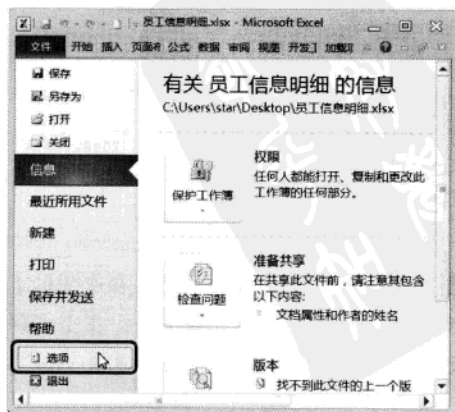 员工信息明细.xlsx - Microsoft Excel
文件 开始 插入 页面布 公式 数据 审阅 视图 开发工 加载项
保存
另存为
打开
关闭
信息
最近所用文件
新建
打印
保存并发送
帮助
选项
退出
有关 员工信息明细 的信息
C:\Users\star\Desktop\员工信息明细.xlsx
保护工作簿
权限
任何人都能打开、复制和更改此
工作簿的任何部分。
检查问题
准备共享
在共享此文件前，请注意其包含
以下内容:
文档属性和作者的姓名
版本
找不到此文件的上一个版